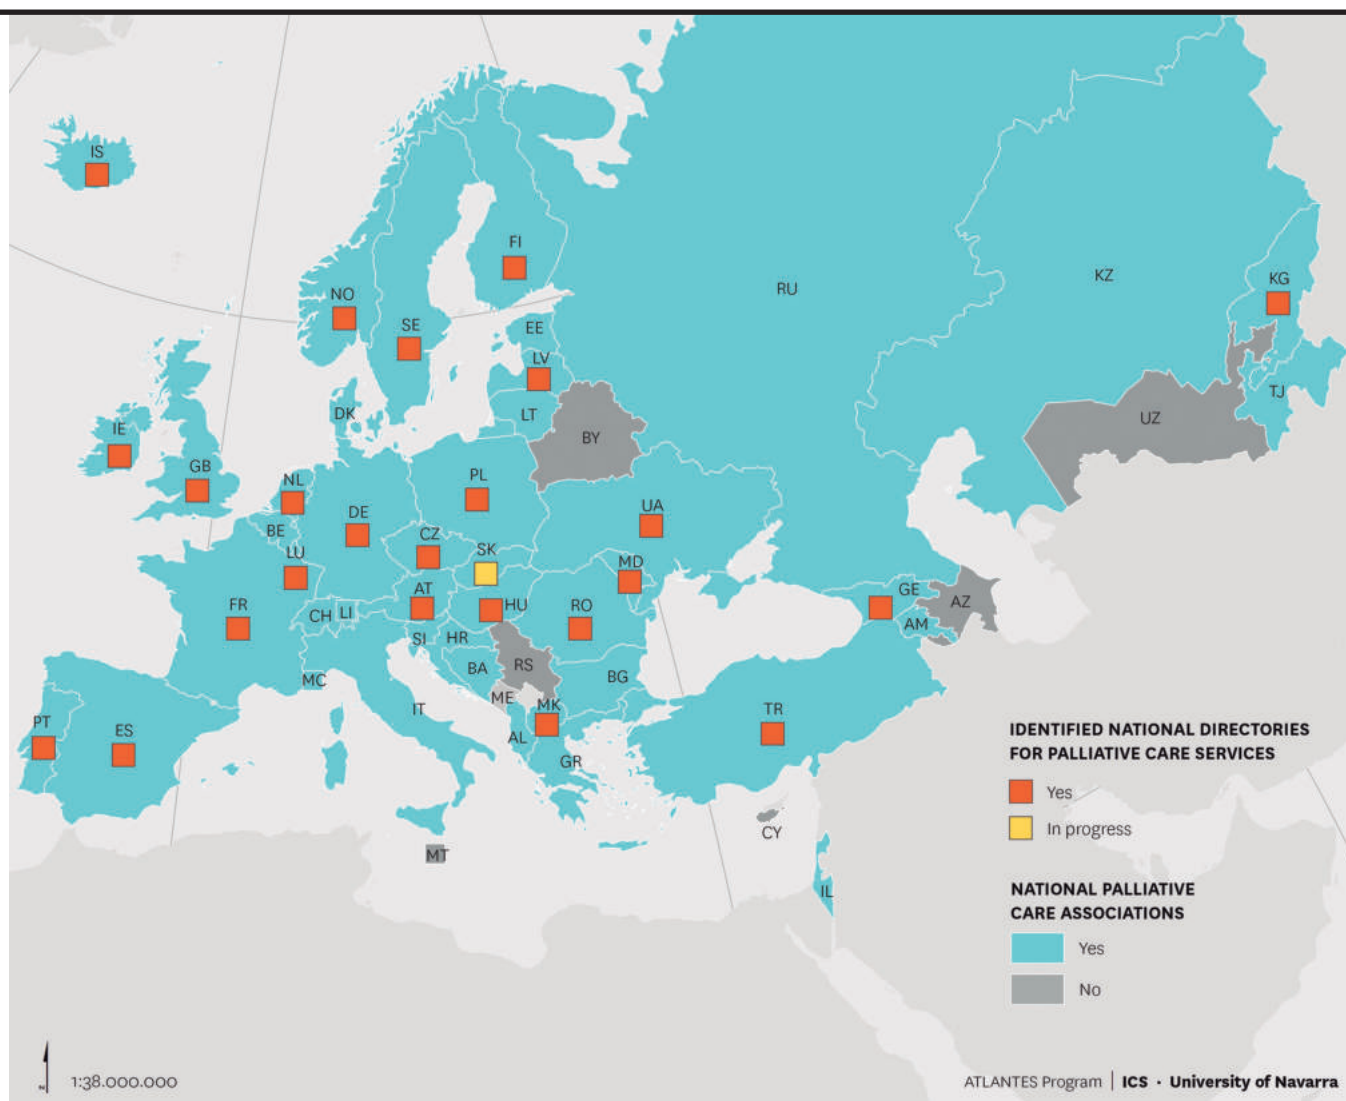 IS
FI
RU
KZ
KG
NO
SE
EE
LV
TJ
DK
LT
UZ
IE
BY
GB
NL
PL
DE
UA
BE
CZ
LU
SK
MD
AT
GE
FR
CH
LI
HU
RO
AZ
AM
SI
HR
RS
BA
BG
MC
ME
MK
IT
TR
PT
ES
AL
GR
CY
MT
IL
IDENTIFIED NATIONAL DIRECTORIES
FOR PALLIATIVE CARE SERVICES
Yes
In progress
NATIONAL PALLIATIVE
CARE ASSOCIATIONS
Yes
No
N
1:38.000.000
ATLANTES Program | ICS · University of Navarra